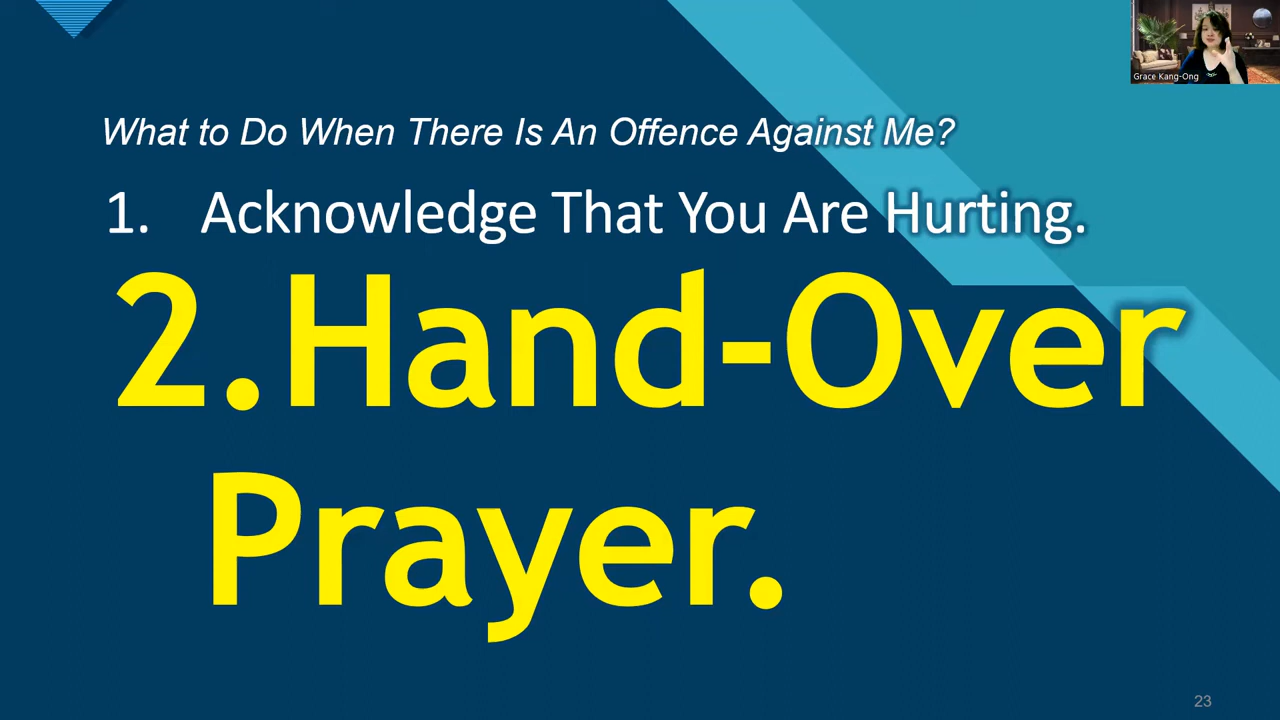 Grace Kang-Ong
What to Do When There Is An Offence Against Me?
1. Acknowledge That You Are Hurting.
2. Hand-Over
Prayer.
23